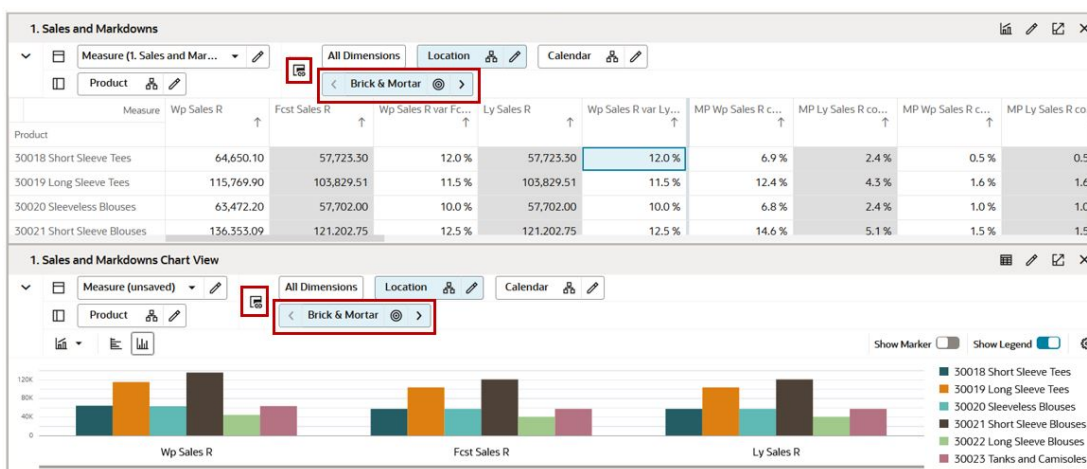 1. Sales and Markdowns
Measure (1. Sales and Mar...
All Dimensions Location Calendar
Product Brick & Mortar
Measure Wp Sales R Fcst Sales R Wp Sales R var Fc... Ly Sales R Wp Sales R var Ly... MP Wp Sales R c... MP Ly Sales R co... MP Wp Sales R c... MP Ly Sales R co
Product
30018 Short Sleeve Tees 64,650.10 57,723.30 12.0 % 57,723.30 12.0 % 6.9 % 2.4 % 0.5 % 0.5
30019 Long Sleeve Tees 115,769.90 103,829.51 11.5 % 103,829.51 11.5 % 12.4 % 4.3 % 1.6 % 1.6
30020 Sleeveless Blouses 63,472.20 57,702.00 10.0 % 57,702.00 10.0 % 6.8 % 2.4 % 1.0 % 1.0
30021 Short Sleeve Blouses 136,353.09 121,202.75 12.5 % 121,202.75 12.5 % 14.6 % 5.1 % 1.5 % 1.5
1. Sales and Markdowns Chart View
Measure (unsaved) All Dimensions Location Calendar
Product Brick & Mortar
Show Marker Show Legend
120K
80K
40K
0
Wp Sales R Fcst Sales R Ly Sales R
30018 Short Sleeve Tees
30019 Long Sleeve Tees
30020 Sleeveless Blouses
30021 Short Sleeve Blouses
30022 Long Sleeve Blouses
30023 Tanks and Camisoles